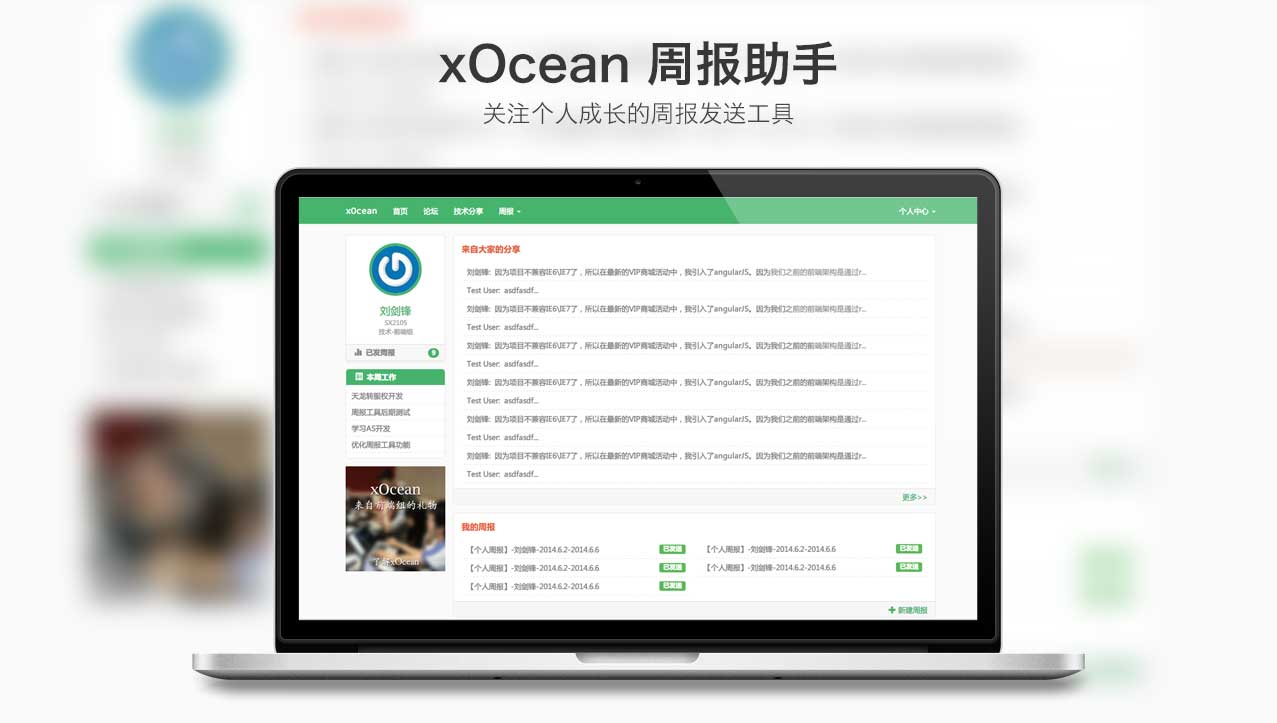 xOcean 周报助手
关注个人成长的周报发送工具
xOcean 首页 论坛 技术分享 周报 个人中心
刘剑锋
SX2105
技术-前端组
已发周报 9
本周工作
天龙转服权开发
周报工具后期测试
学习AS开发
优化周报工具功能
xOcean
来自前端组的礼物
了解xOcean
来自大家的分享
刘剑锋: 因为项目不兼容IE6\IE7了，所以在最新的VIP商城活动中，我引入了angularJS。因为我们之前的前端架构是通过r...
Test User: asdfasdf...
刘剑锋: 因为项目不兼容IE6\IE7了，所以在最新的VIP商城活动中，我引入了angularJS。因为我们之前的前端架构是通过r...
Test User: asdfasdf...
刘剑锋: 因为项目不兼容IE6\IE7了，所以在最新的VIP商城活动中，我引入了angularJS。因为我们之前的前端架构是通过r...
Test User: asdfasdf...
刘剑锋: 因为项目不兼容IE6\IE7了，所以在最新的VIP商城活动中，我引入了angularJS。因为我们之前的前端架构是通过r...
Test User: asdfasdf...
刘剑锋: 因为项目不兼容IE6\IE7了，所以在最新的VIP商城活动中，我引入了angularJS。因为我们之前的前端架构是通过r...
Test User: asdfasdf...
刘剑锋: 因为项目不兼容IE6\IE7了，所以在最新的VIP商城活动中，我引入了angularJS。因为我们之前的前端架构是通过r...
Test User: asdfasdf...
更多>>
我的周报
【个人周报】-刘剑锋-2014.6.2-2014.6.6 已发送 【个人周报】-刘剑锋-2014.6.2-2014.6.6 已发送
【个人周报】-刘剑锋-2014.6.2-2014.6.6 已发送 【个人周报】-刘剑锋-2014.6.2-2014.6.6 已发送
【个人周报】-刘剑锋-2014.6.2-2014.6.6 已发送
新建周报